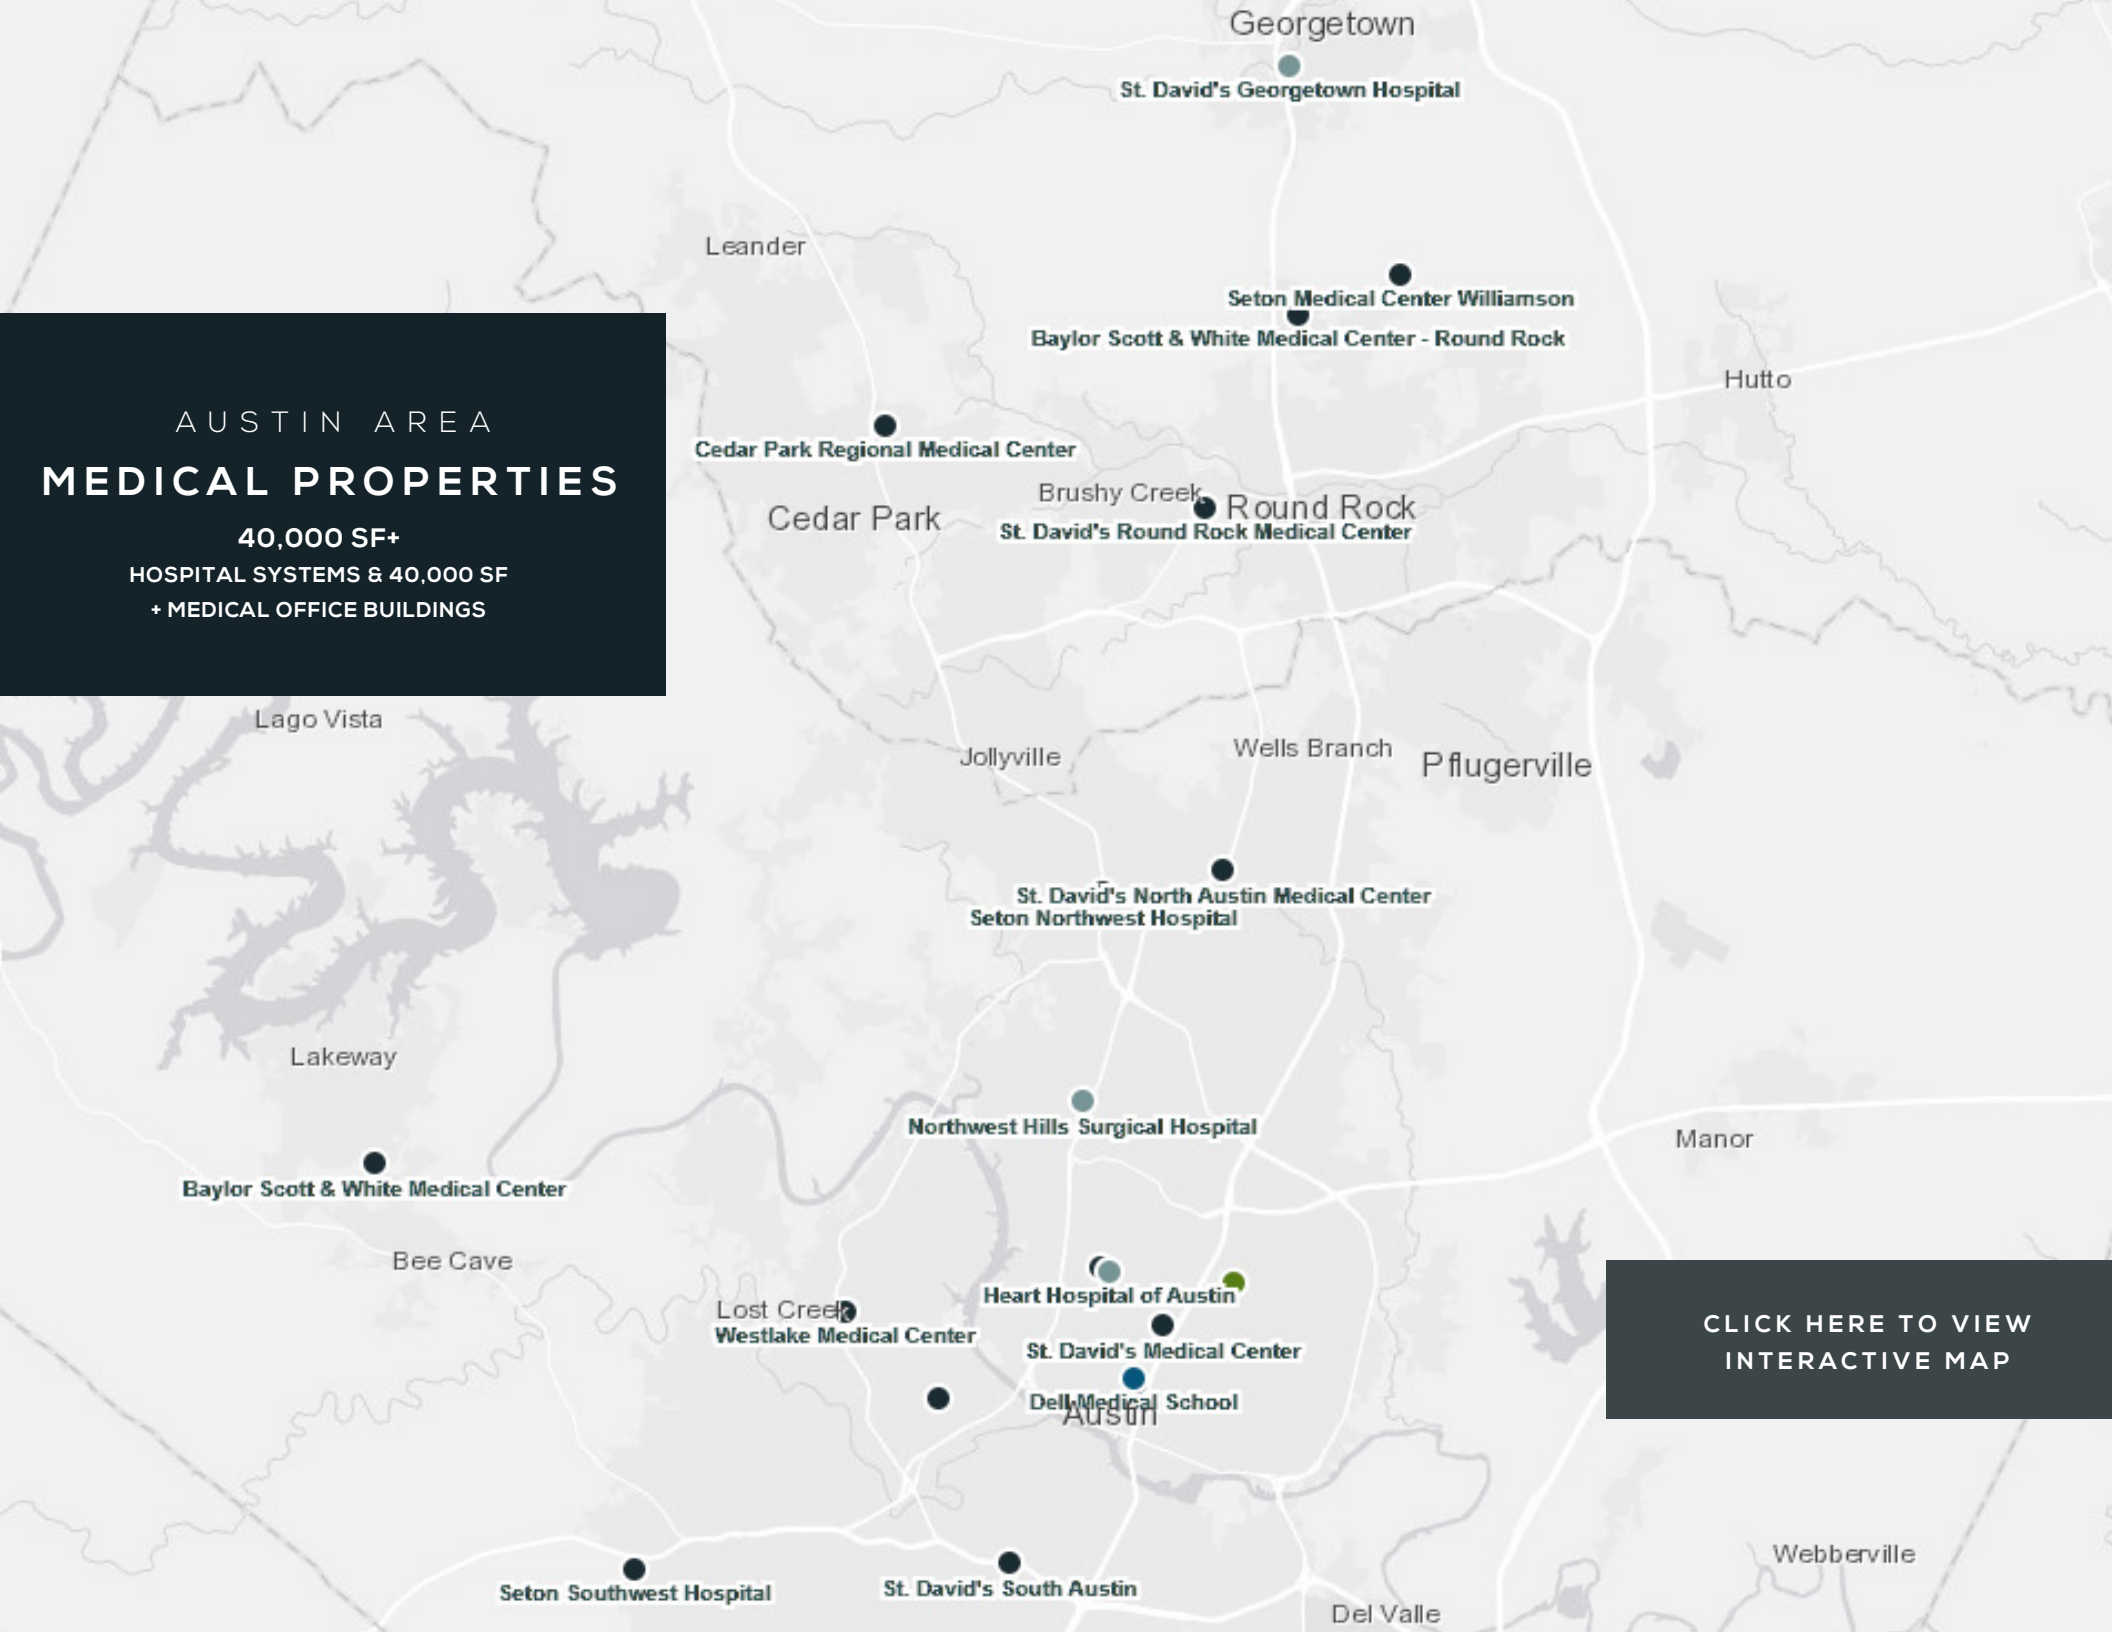 Georgetown
St. David's Georgetown Hospital
Leander
Seton Medical Center Williamson
Baylor Scott & White Medical Center - Round Rock
Hutto
AUSTIN AREA
MEDICAL PROPERTIES
40,000 SF+
HOSPITAL SYSTEMS & 40,000 SF
+ MEDICAL OFFICE BUILDINGS
Cedar Park Regional Medical Center
Brushy Creek
Round Rock
Cedar Park
St. David's Round Rock Medical Center
Lago Vista
Jollyville
Wells Branch
Pflugerville
St. David's North Austin Medical Center
Seton Northwest Hospital
Lakeway
Northwest Hills Surgical Hospital
Manor
Baylor Scott & White Medical Center
Bee Cave
Heart Hospital of Austin
Lost Creek
Westlake Medical Center
St. David's Medical Center
Dell Medical School
Austin
CLICK HERE TO VIEW
INTERACTIVE MAP
Webberville
Seton Southwest Hospital
St. David's South Austin
Del Valle